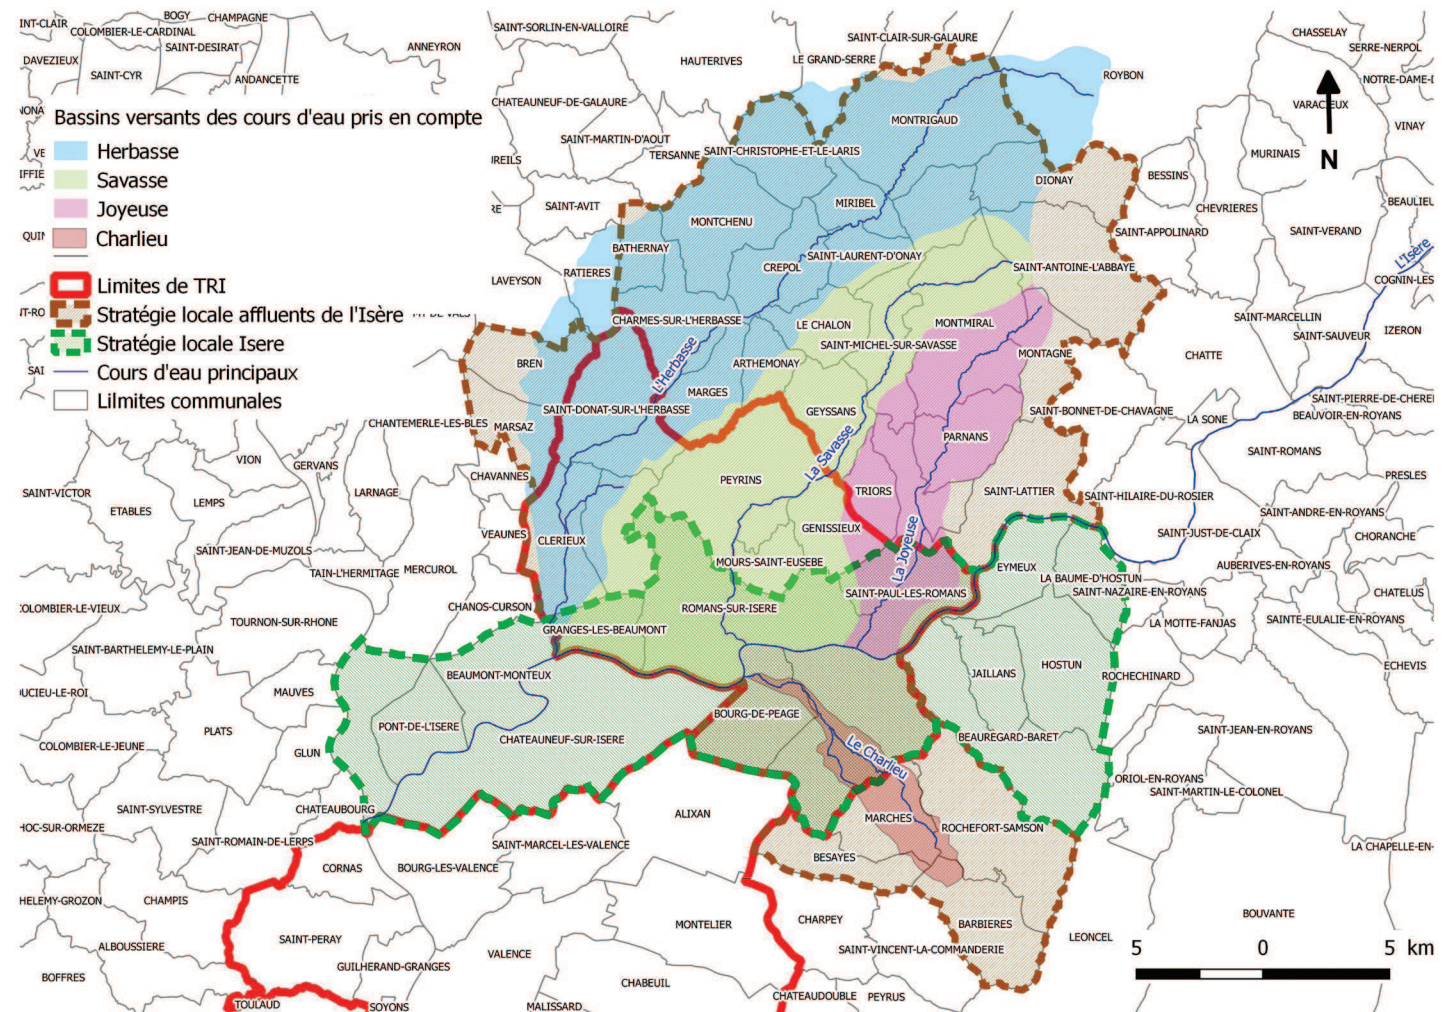 BOGY
CHAMPAGNE
COLOMBIER-LE-CARDINAL
SAINT-DESIRAT
ANNEYRON
DAVEZIEUX
SAINT-CYR
ANDANCETTE
SAINT-SORLIN-EN-VALLOIRE
HAUTERIVES
SAINT-CLAIR-SUR-GALAURE
LE GRAND-SERRE
ROYBON
CHASSELAY
SERRE-NERPOL
NOTRE-DAME-D
VARACIEUX
VINAY
MURINAIS
N
Bassins versants des cours d'eau pris en compte
Herbasse
Savasse
Joyeuse
Charlieu
Limites de TRI
Stratégie locale affluents de l'Isère
Stratégie locale Isere
Cours d'eau principaux
Lilmites communales
CHATEAUNEUF-DE-GALAURE
SAINT-MARTIN-D'AOUT
TERSANNE
SAINT-CHRISTOPHE-ET-LE-LARIS
MONTRIGAUD
SAINT-AVIT
MONTCHENU
MIRIBEL
DIONAY
BESSINS
CHEVRIERES
BEAULIEU
SAINT-APPOLINARD
SAINT-VERAND
L'Isère
COGNIN-LES
BATHERNAY
RATIERES
LAVEYSON
CREPOL
SAINT-LAURENT-D'ONAY
SAINT-ANTOINE-L'ABBAYE
CHARMES-SUR-L'HERBASSE
LE CHALON
MONTMIRAL
SAINT-MICHEL-SUR-SAVASSE
SAINT-MARCELLIN
SAINT-SAUVEUR
IZERON
MONTAGNE
CHATTE
BREN
L'Herbasse
ARTHEMONAY
MARGES
SAINT-DONAT-SUR-L'HERBASSE
GEYSSANS
SAINT-BONNET-DE-CHAVAGNE
SAINT-PIERRE-DE-CHEREI
BEAUVOIR-EN-ROYANS
LA SONE
CHANTEMERLE-LES-BLES
MARSAZ
PARNANS
SAINT-ROMANS
La Savasse
VION
GERVANS
CHAVANNES
PEYRINS
TRIORS
SAINT-LATTIER
SAINT-HILAIRE-DU-ROSIER
PRESLES
SAINT-VICTOR
ETABLES
LEMPS
LARNAGE
SAINT-ANDRE-EN-ROYANS
GENISSIEUX
VEAUNES
CLERIEUX
SAINT-JUST-DE-CLAIX
CHORANCHE
SAINT-JEAN-DE-MUZOLS
TAIN-L'HERMITAGE
MERCUROL
MOURS-SAINT-EUSEBE
La Joyeuse
EYMEUX
AUBERIVES-EN-ROYANS
LA BAUME-D'HOSTUN
SAINT-NAZAIRE-EN-ROYANS
CHATELUS
COLOMBIER-LE-VIEUX
CHANOS-CURSON
ROMANS-SUR-ISERE
SAINT-PAUL-LES-ROMANS
TOURNON-SUR-RHONE
GRANGES-LES-BEAUMONT
LA MOTTE-FANJAS
SAINTE-EULALIE-EN-ROYANS
SAINT-BARTHELEMY-LE-PLAIN
BEAUMONT-MONTEUX
JAILLANS
HOSTUN
ROCHECHINARD
ECHEVIS
MAUVES
PLATS
PONT-DE-L'ISERE
BOURG-DE-PEAGE
CHATEAUNEUF-SUR-ISERE
BEAUREGARD-BARET
SAINT-JEAN-EN-ROYANS
COLOMBIER-LE-JEUNE
GLUN
Le Charlieu
ORIOL-EN-ROYANS
SAINT-MARTIN-LE-COLONEL
SAINT-SYLVESTRE
CHATEAUBOURG
ALIXAN
MARCHES
ROCHEFORT-SAMSON
SAINT-ROMAIN-DE-LERPS
SAINT-MARCEL-LES-VALENCE
BESAYES
LA CHAPELLE-EN-
CORNAS
BOURG-LES-VALENCE
CHAMPIS
MONTELIER
CHARPEY
BARBIERES
LEONCEL
BOUVANTE
ALBOUSSIERE
SAINT-PERAY
SAINT-VINCENT-LA-COMMANDERIE
BOFFRES
GUILHERAND-GRANGES
VALENCE
CHABEUIL
5 0 5 km
TOULAUD
SOYONS
MALISSARD
CHATEAUDOUBLE
PEYRUS